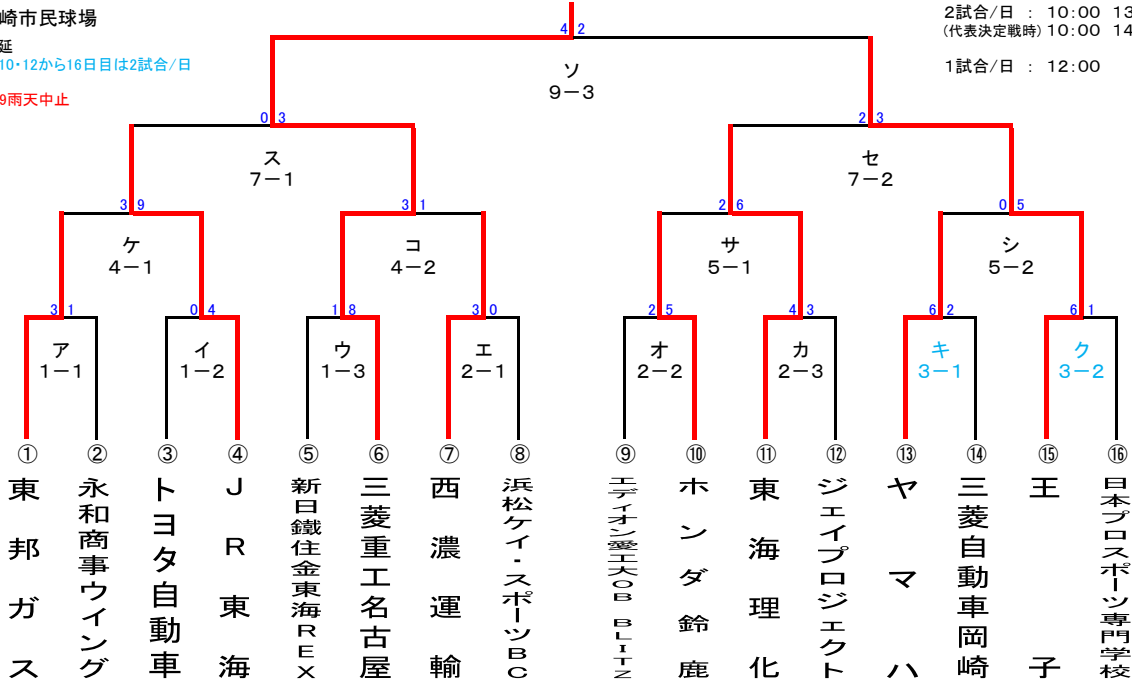 崎市民球場
延
10・12から16日目は2試合/日
9雨天中止
2試合/日 : 10:00 13
(代表決定戦時) 10:00 14
1試合/日 : 12:00
4 2
ソ
9－3
0 3
2 3
ス
7－1
セ
7－2
3 9
3 1
2 6
0 5
ケ
4－1
コ
4－2
サ
5－1
シ
5－2
3 1
0 4
1 8
3 0
2 5
4 3
6 2
6 1
ア
1－1
イ
1－2
ウ
1－3
エ
2－1
オ
2－2
カ
2－3
キ
3－1
ク
3－2
① ② ③ ④ ⑤ ⑥ ⑦ ⑧ ⑨ ⑩ ⑪ ⑫ ⑬ ⑭ ⑮ ⑯
東邦ガス
永和商事ウイング
トヨタ自動車
JR東海
新日鐵住金東海REX
三菱重工名古屋
西濃運輸
浜松ケイ・スポーツBC
エディオン愛工大OB BLITZ
ホンダ鈴鹿
東海理化
ジェイプロジェクト
ヤマハ
三菱自動車岡崎
王子
日本プロスポーツ専門学校